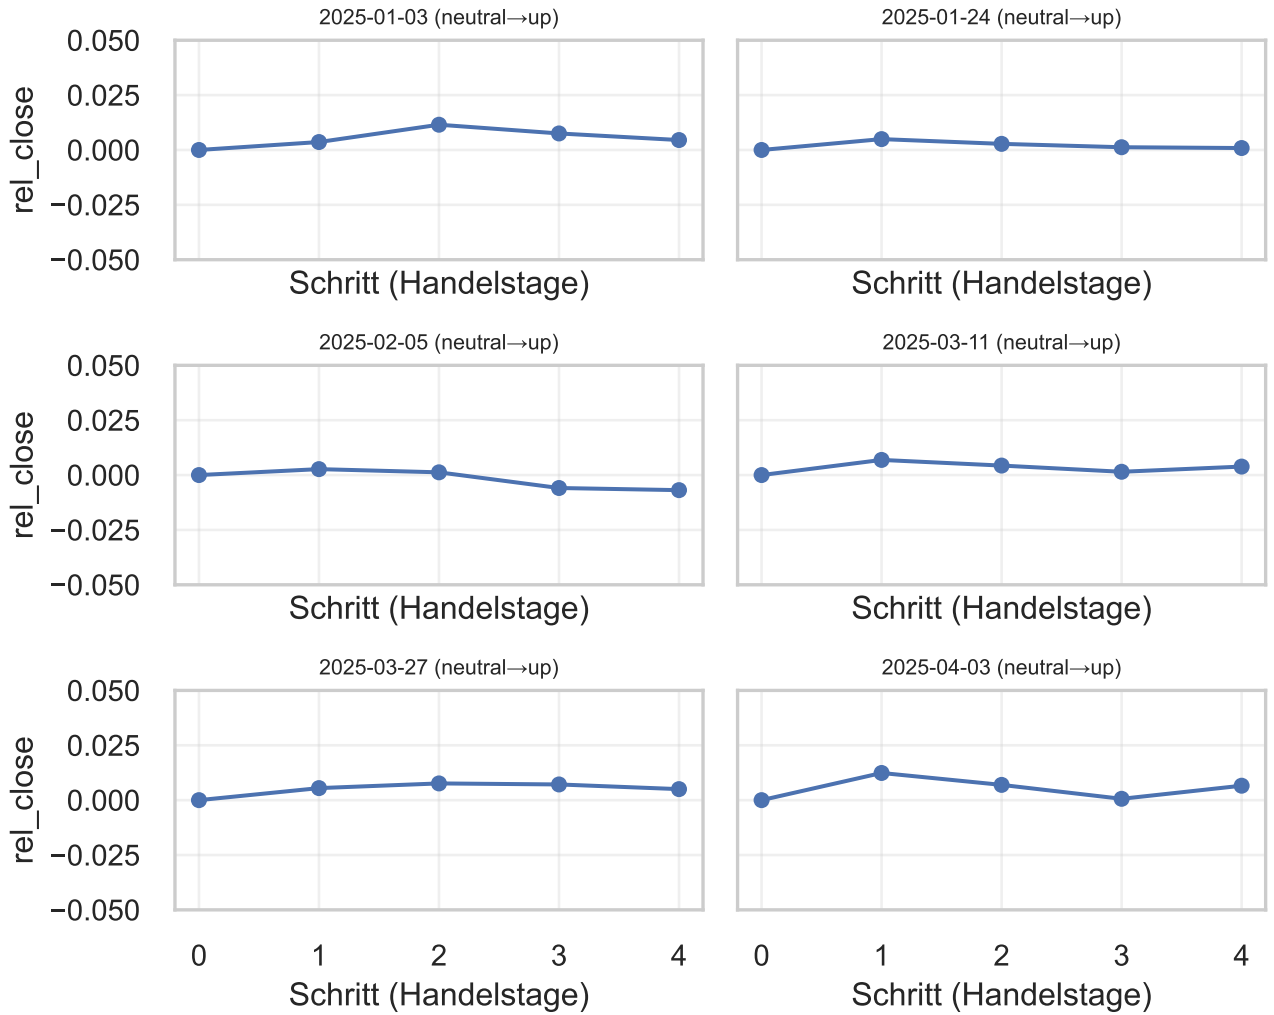 2025-01-03 (neutral→up)
2025-01-24 (neutral→up)
0.050
0.025
0.000
−0.025
−0.050
rel_close
Schritt (Handelstage)
Schritt (Handelstage)
2025-02-05 (neutral→up)
2025-03-11 (neutral→up)
0.050
0.025
0.000
−0.025
−0.050
rel_close
Schritt (Handelstage)
Schritt (Handelstage)
2025-03-27 (neutral→up)
2025-04-03 (neutral→up)
0.050
0.025
0.000
−0.025
−0.050
rel_close
0 1 2 3 4
0 1 2 3 4
Schritt (Handelstage)
Schritt (Handelstage)